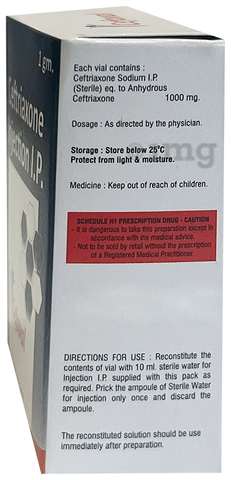 1 gm.
Ceftriaxone
Injection I.P.
Each vial contains :
Ceftriaxone Sodium I.P.
(Sterile) eq. to Anhydrous
Ceftriaxone 1000 mg.
Dosage : As directed by the physician.
Storage : Store below 25°C
Protect from light & moisture.
mg
Medicine : Keep out of reach of children.
SCHEDULE H1 PRESCRIPTION DRUG - CAUTION
- It is dangerous to take this preparation except in
accordance with the medical advice.
- Not to be sold by retail without the prescription
of a Registered Medical Practitioner.
DIRECTIONS FOR USE : Reconstitute the
contents of vial with 10 ml. sterile water for
Injection I.P. supplied with this pack as
required. Prick the ampoule of Sterile Water
for injection only once and discard the
ampoule.
The reconstituted solution should be use
immediately after preparation.